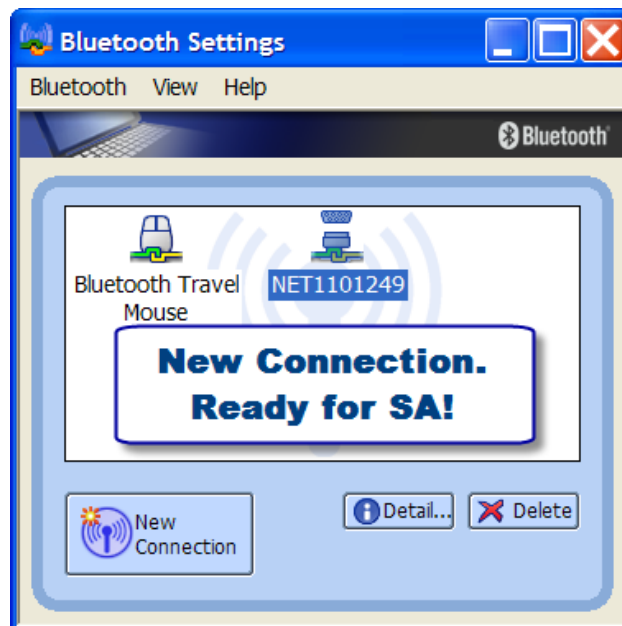 Bluetooth Settings
Bluetooth View Help
Bluetooth
Bluetooth Travel
Mouse
NET1101249
New Connection.
Ready for SA!
New
Connection
Detail...
Delete